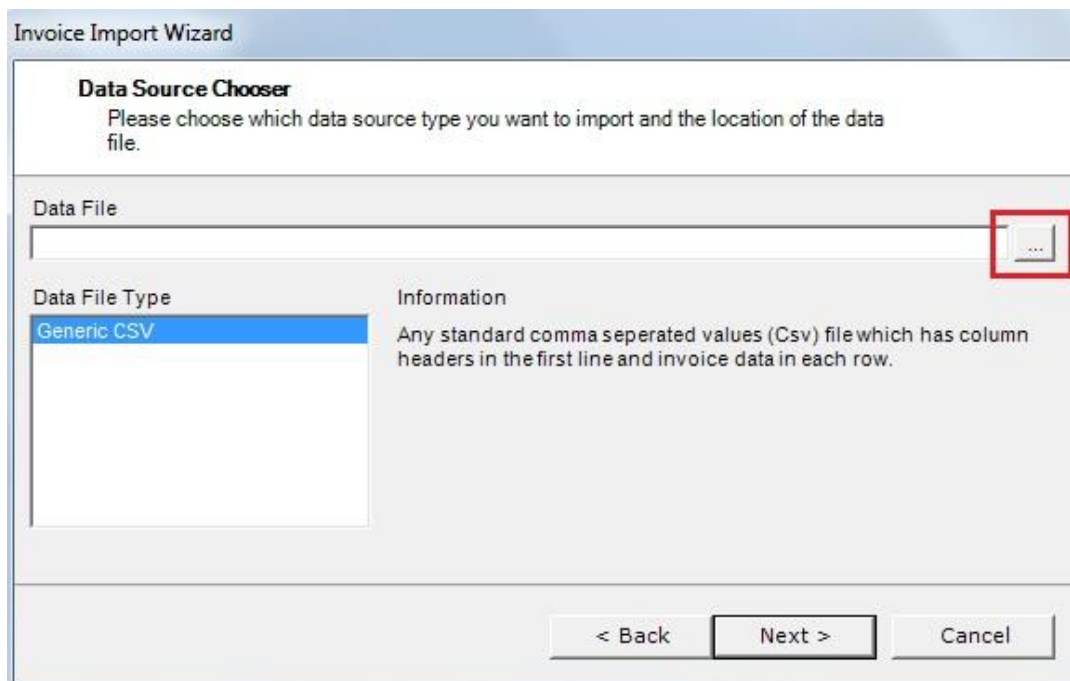 Invoice Import Wizard
Data Source Chooser
Please choose which data source type you want to import and the location of the data
file.
Data File
...
Data File Type
Information
Generic CSV
Any standard comma seperated values (Csv) file which has column
headers in the first line and invoice data in each row.
< Back
Next >
Cancel